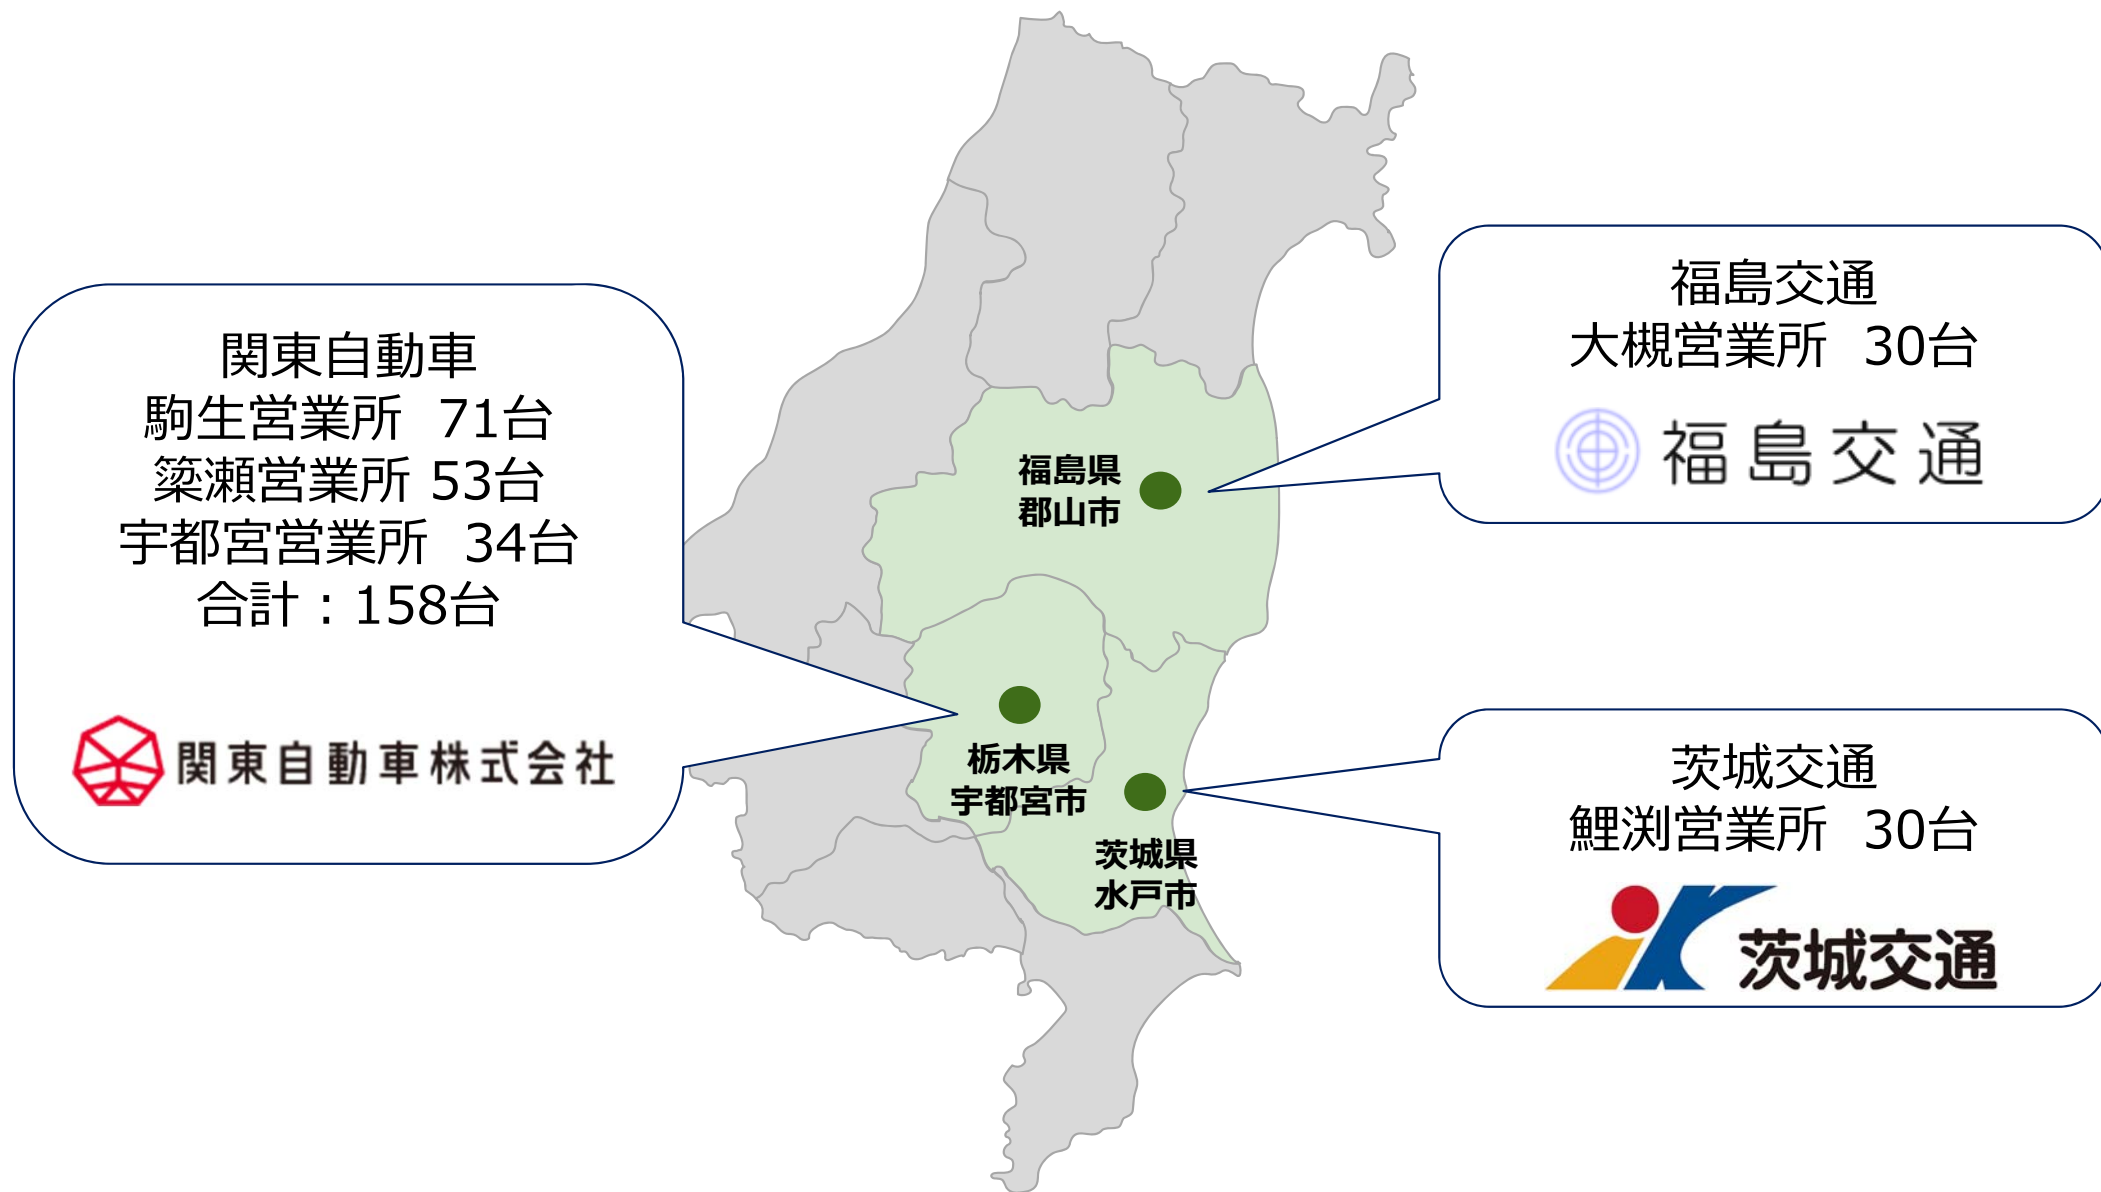 関東自動車
駒生営業所 71台
簗瀬営業所 53台
宇都宮営業所 34台
合計：158台
関東自動車株式会社
福島県
郡山市
栃木県
宇都宮市
茨城県
水戸市
福島交通
大槻営業所 30台
福島交通
茨城交通
鯉渕営業所 30台
茨城交通